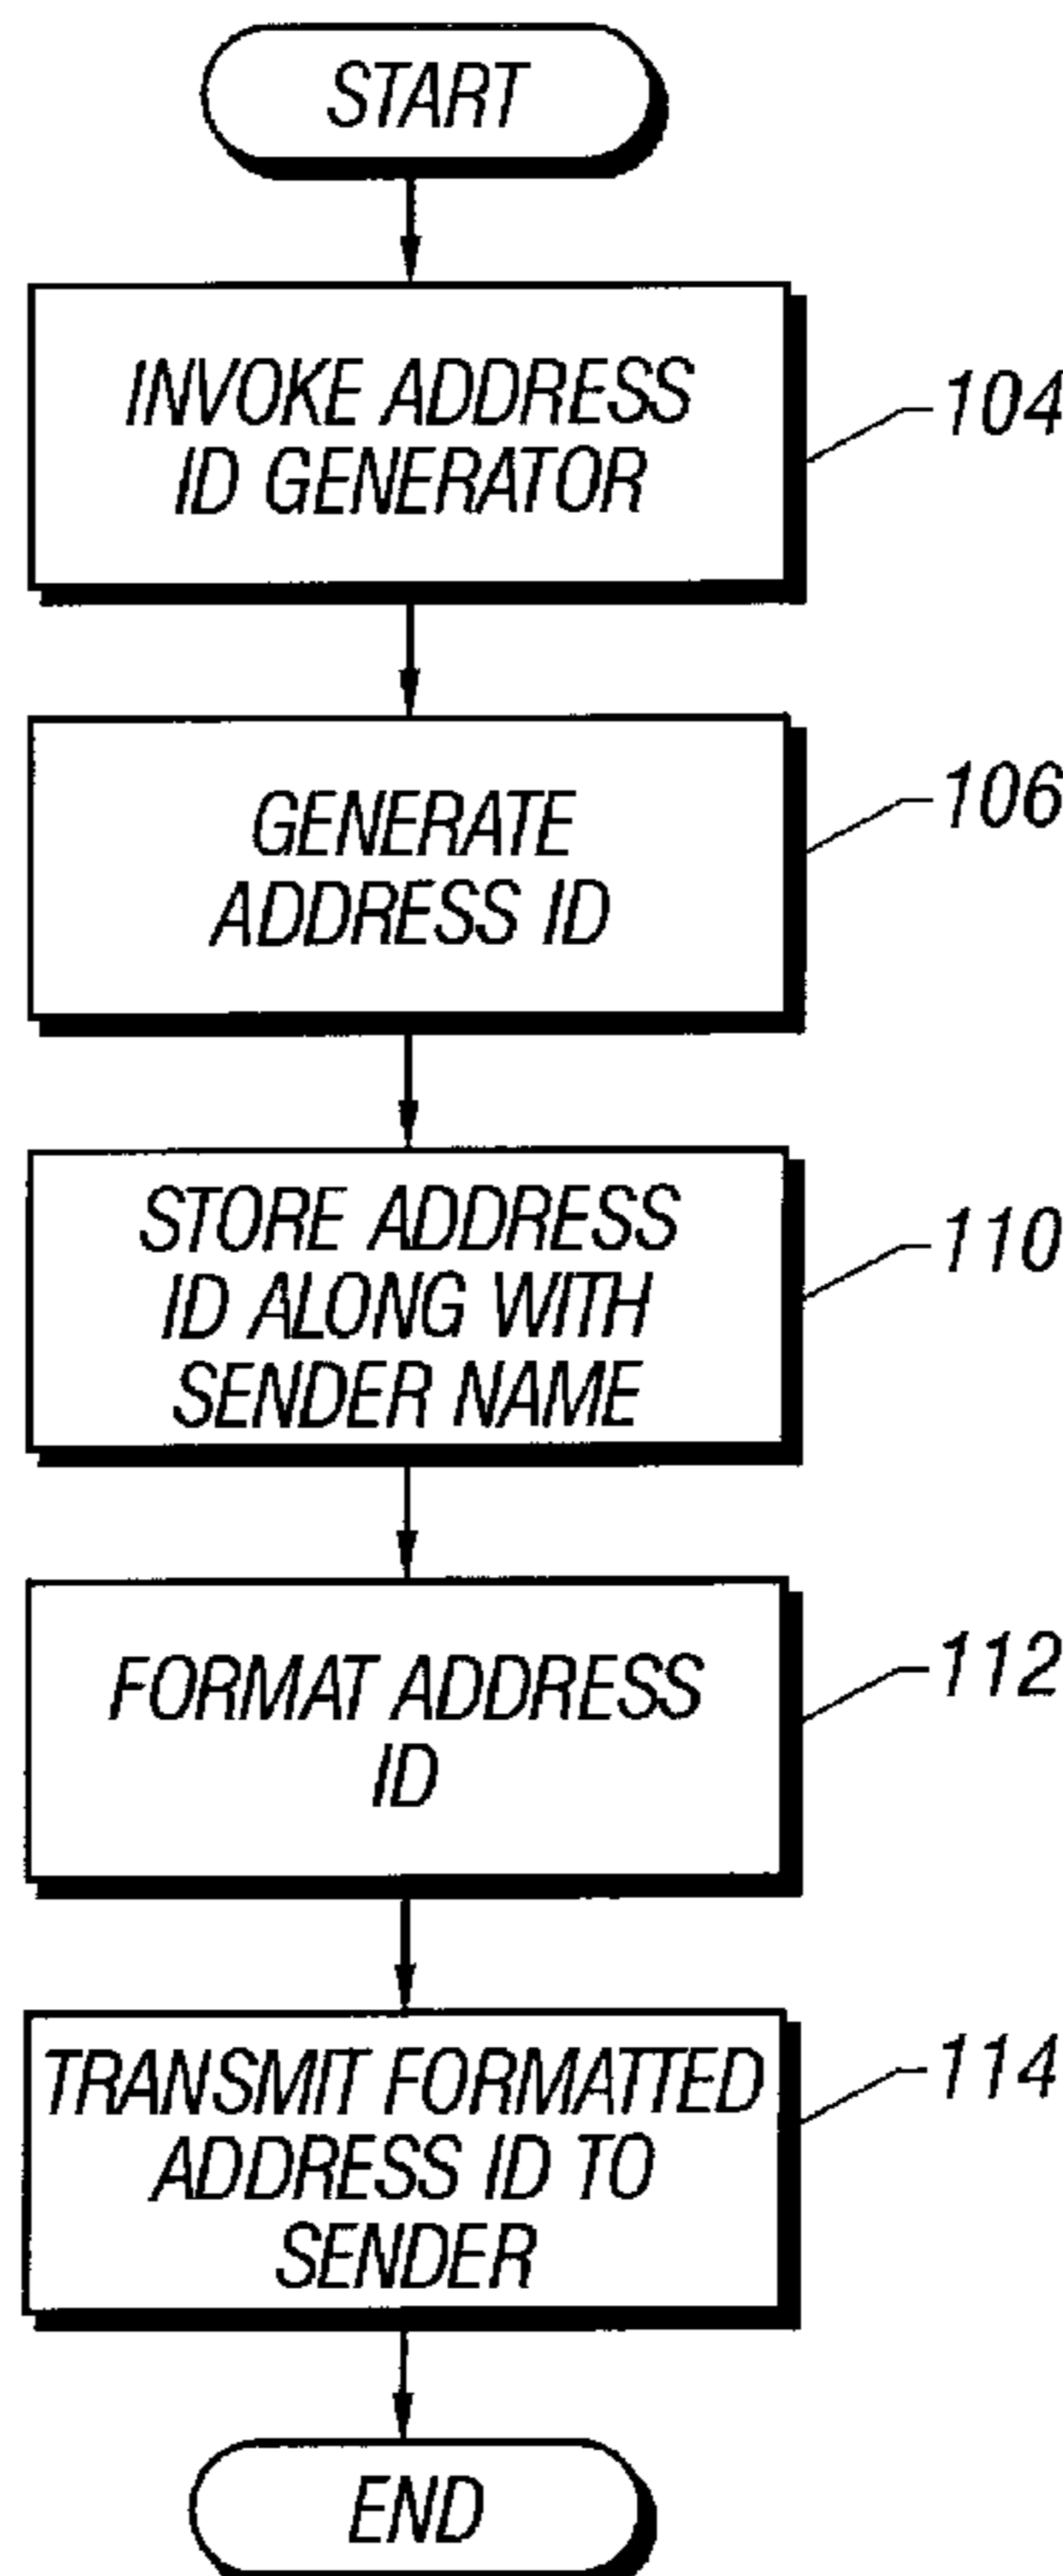 START
INVOKE ADDRESS
ID GENERATOR
104
GENERATE
ADDRESS ID
106
STORE ADDRESS
ID ALONG WITH
SENDER NAME
110
FORMAT ADDRESS
ID
112
TRANSMIT FORMATTED
ADDRESS ID TO
SENDER
114
END